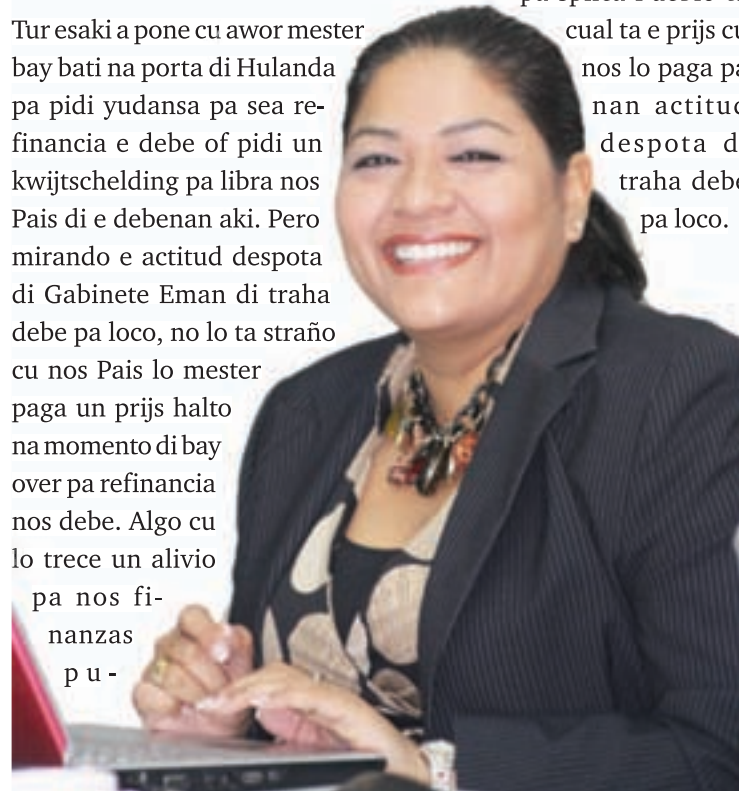 Tur esaki a pone cu awor mester
bay bati na porta di Hulanda
pa pidi yudansa pa sea re-
financia e debe of pidi un
kwijtschelding pa libra nos
Pais di e debenan aki. Pero
mirando e actitud despota
di Gabinete Eman di traha
debe pa loco, no lo ta straño
cu nos Pais lo mester
paga un prijs halto
na momento di bay
over pa refinancia
nos debe. Algo cu
lo trece un alivio
pa nos fi-
nanzas
pu-
cual ta e prijs cu
nos lo paga pa
nan actitud
despota di
traha debe
pa loco.